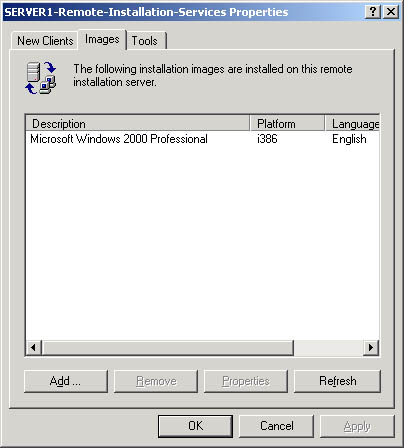 SERVER1-Remote-Installation-Services Properties
New Clients Images Tools
The following installation images are installed on this remote
installation server.
Description Platform Language
Microsoft Windows 2000 Professional i386 English
Add ... Remove Properties Refresh
OK Cancel Apply